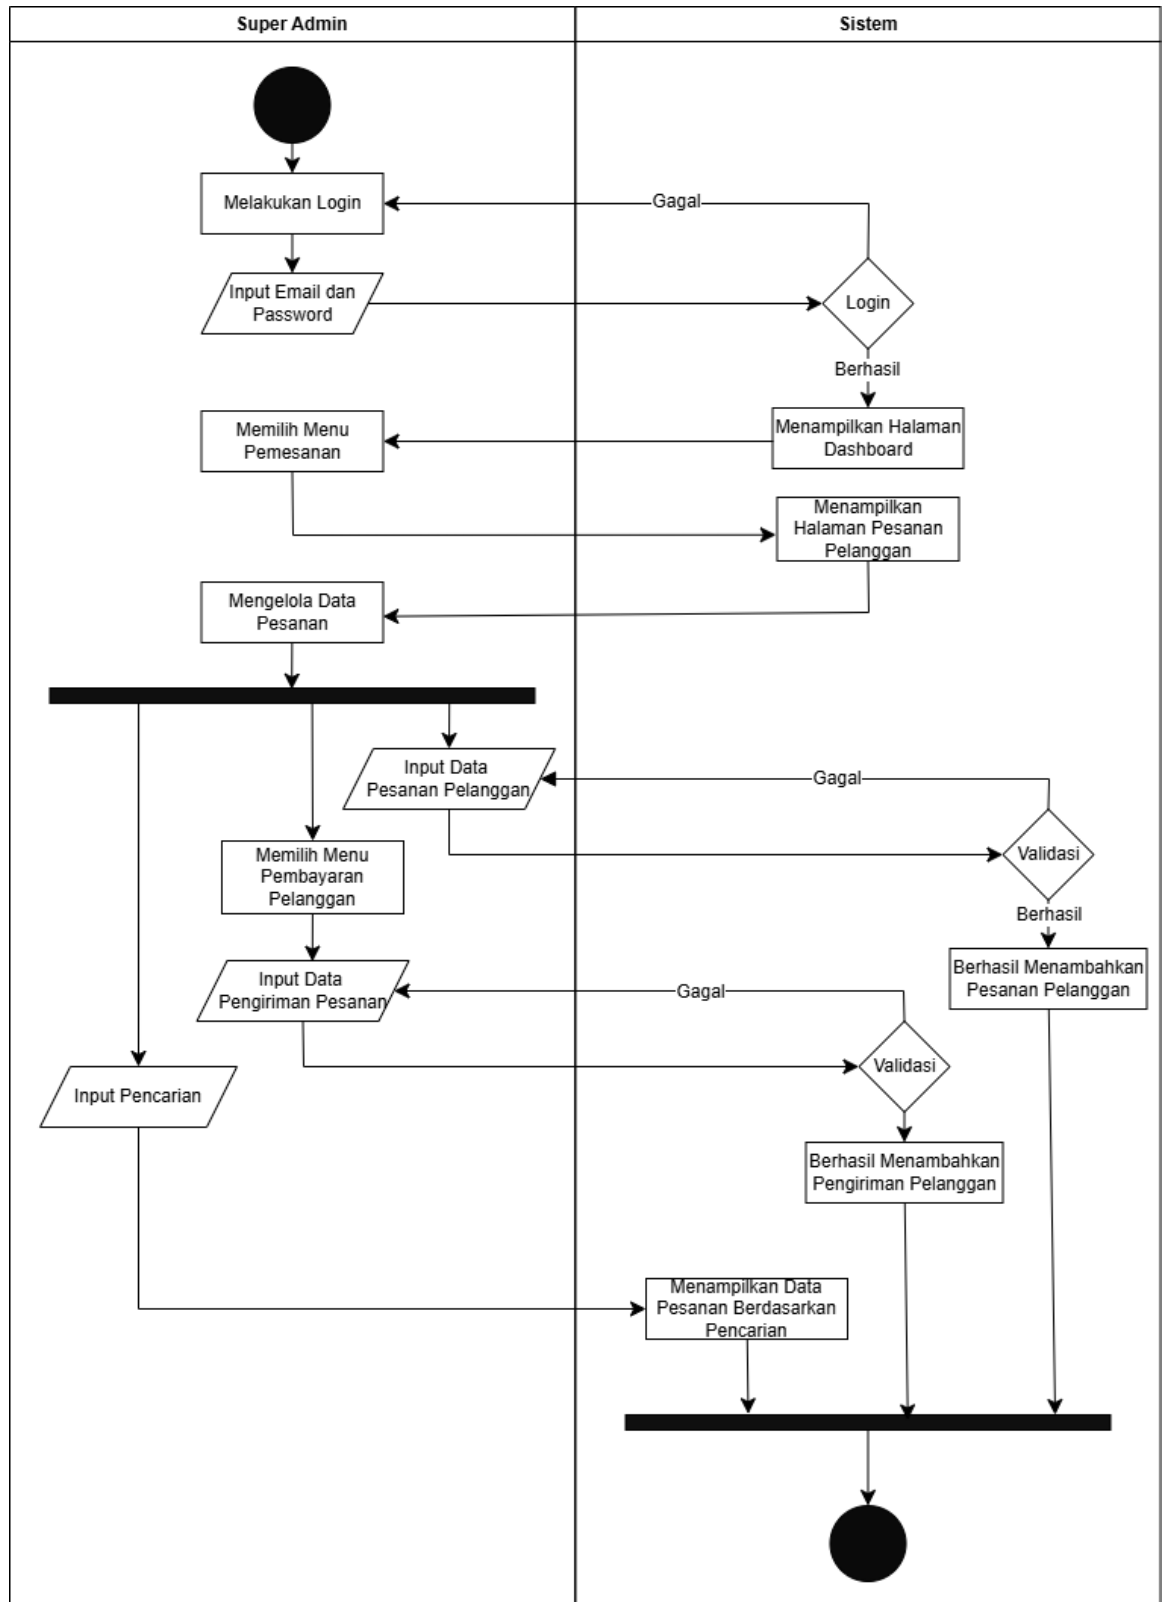 Super Admin
Sistem
Melakukan Login
Gagal
Input Email dan
Password
Login
Berhasil
Memilih Menu
Pemesanan
Menampilkan Halaman
Dashboard
Menampilkan
Halaman Pesanan
Pelanggan
Mengelola Data
Pesanan
Input Data
Pesanan Pelanggan
Gagal
Validasi
Berhasil
Memilih Menu
Pembayaran
Pelanggan
Berhasil Menambahkan
Pesanan Pelanggan
Input Data
Pengiriman Pesanan
Gagal
Validasi
Input Pencarian
Berhasil Menambahkan
Pengiriman Pelanggan
Menampilkan Data
Pesanan Berdasarkan
Pencarian